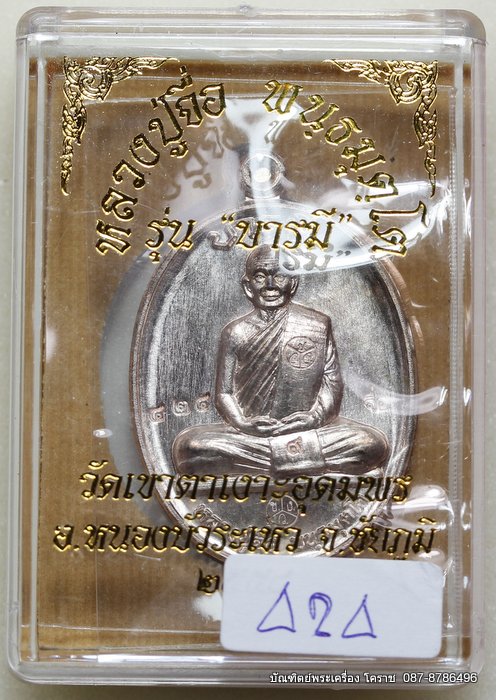 หลวงปู่จื่อ พนฺธมุตฺโต
รุ่น "บารมี"
๔๒๔
วัดเขาตาเงาะอุดมพร
อ.หนองบัวระเหว จ.ชัยภูมิ
๒
บัณฑิตย์พระเครื่อง โคราช 087-8786496